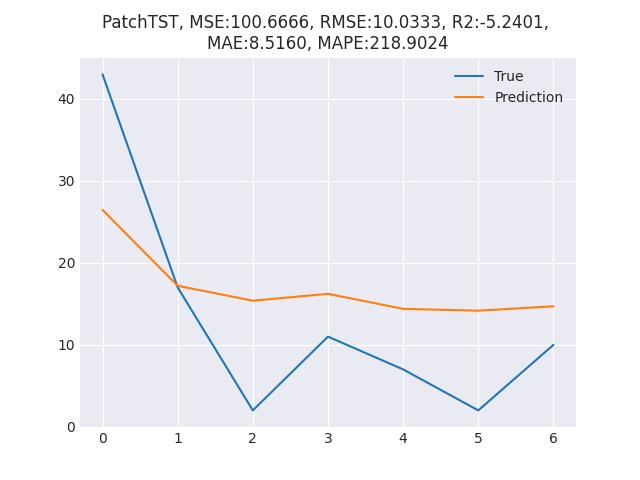 PatchTST, MSE:100.6666, RMSE:10.0333, R2:-5.2401,
MAE:8.5160, MAPE:218.9024
True
Prediction
40
30
20
10
0
0 1 2 3 4 5 6